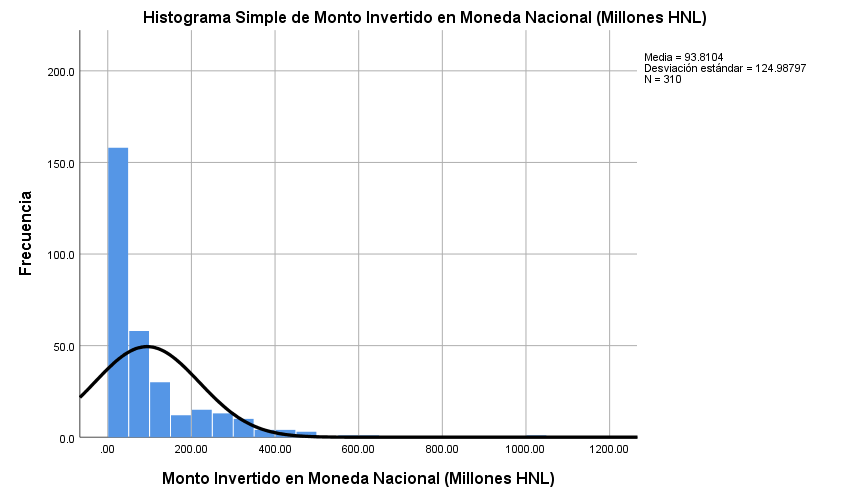 Histograma Simple de Monto Invertido en Moneda Nacional (Millones HNL)
Media = 93.8104
Desviación estándar = 124.98797
N = 310
Frecuencia
200.0
150.0
100.0
50.0
0.0
.00
200.00
400.00
600.00
800.00
1000.00
1200.00
Monto Invertido en Moneda Nacional (Millones HNL)